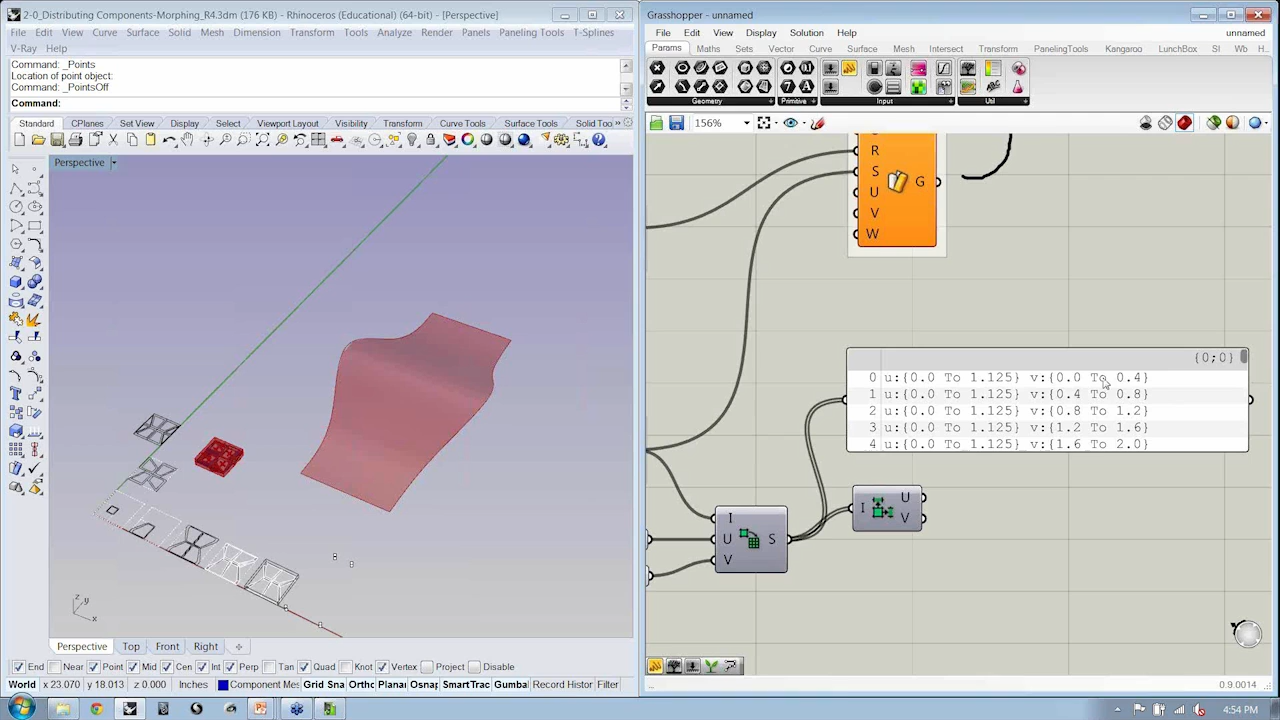 2-0_Distributing Components-Morphing_R4.3dm (176 KB) - Rhinoceros (Educational) (64-bit) - [Perspective]
File Edit View Curve Surface Solid Mesh Dimension Transform Tools Analyze Render Panels Paneling Tools T-Splines
V-Ray Help
Command: _Points
Location of point object:
Command: _PointsOff
Command:
Standard CPlanes Set View Display Select Viewport Layout Visibility Transform Curve Tools Surface Tools Solid Too
Perspective
z y
x
Perspective Top Front Right
End Near Point Mid Cen Int Perp Tan Quad Knot Vertex Project Disable
World x 23.070 y 18.013 z 0.000 Inches Component Mes Grid Sna Ortho Planar Osnap SmartTrac Gumba Record Histor Filter
Grasshopper - unnamed
File Edit View Display Solution Help unnamed
Params Maths Sets Vector Curve Surface Mesh Intersect Transform PanelingTools Kangaroo LunchBox SI Wb H...
Geometry Primitive Input Util
156%
R
S
U
V
W
G
{0;0}
0 u:{0.0 To 1.125} v:{0.0 To 0.4}
1 u:{0.0 To 1.125} v:{0.4 To 0.8}
2 u:{0.0 To 1.125} v:{0.8 To 1.2}
3 u:{0.0 To 1.125} v:{1.2 To 1.6}
4 u:{0.0 To 1.125} v:{1.6 To 2.0}
I U V
I
U S
V
0.9.0014
4:54 PM